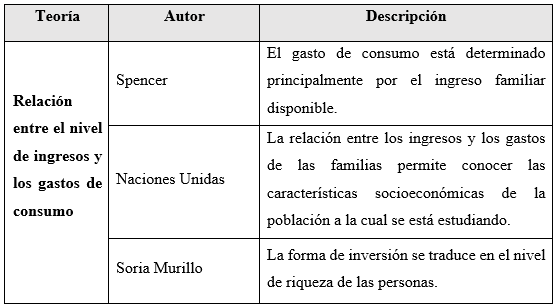 Teoría Autor Descripción
Relación
entre el nivel
de ingresos y
los gastos de
consumo
Spencer
El gasto de consumo está determinado
principalmente por el ingreso familiar
disponible.
Naciones Unidas
La relación entre los ingresos y los gastos
de las familias permite conocer las
características socioeconómicas de la
población a la cual se está estudiando.
Soria Murillo
La forma de inversión se traduce en el nivel
de riqueza de las personas.